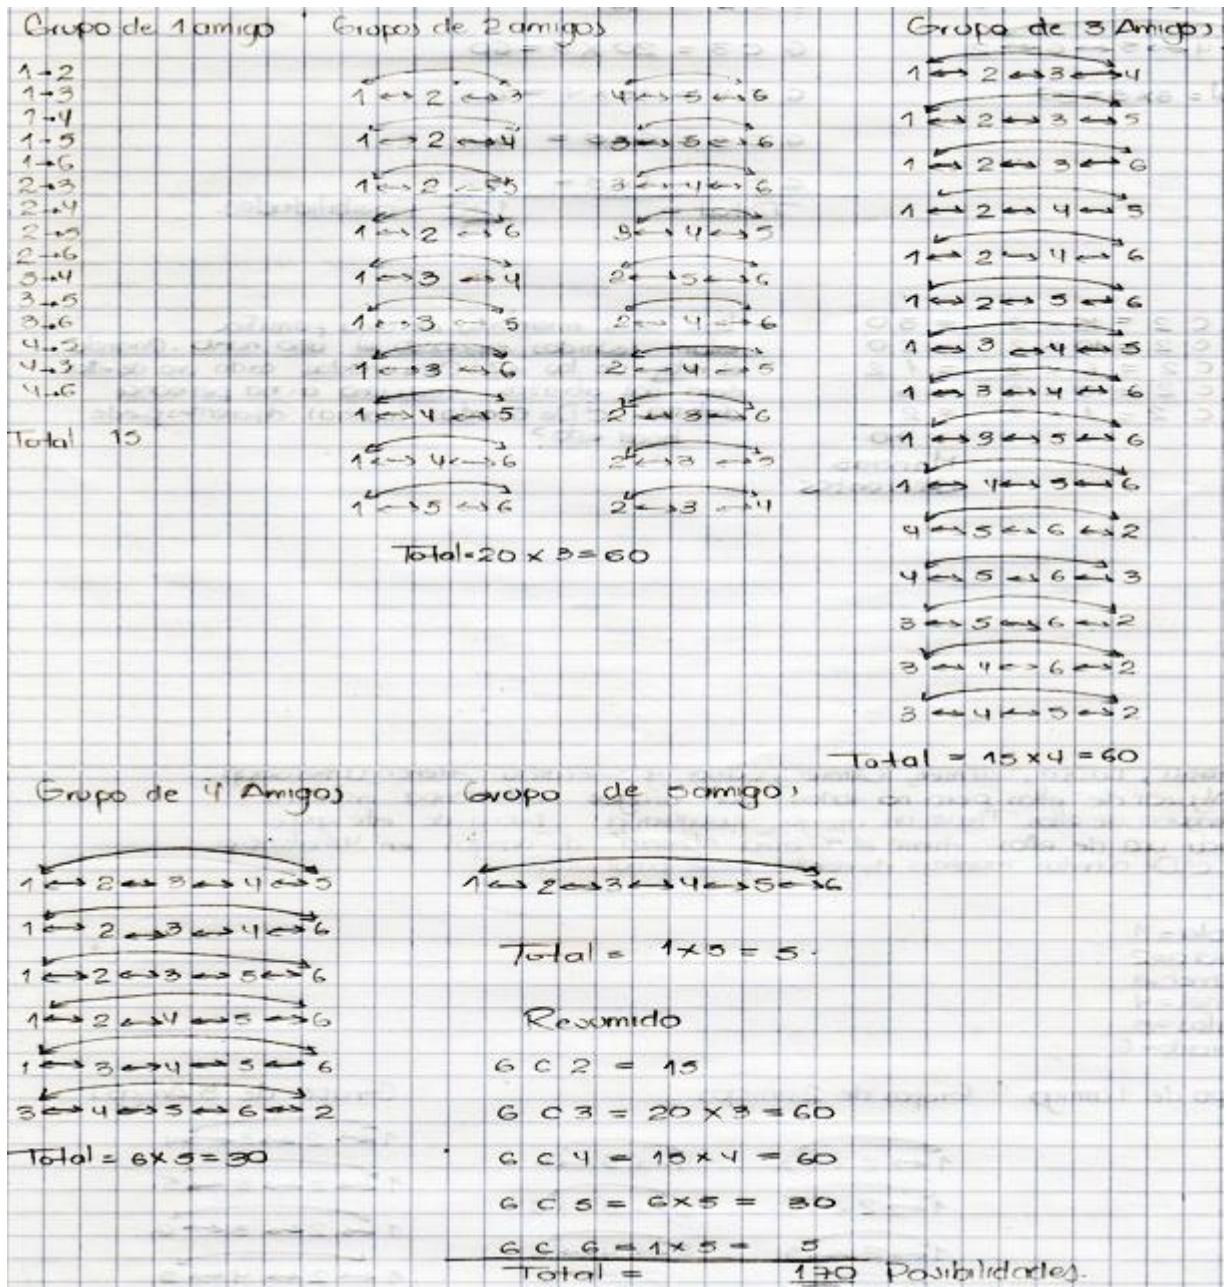 Grupo de 1 amigo
1→2
1→3
1→4
1→5
1→6
2→3
2→4
2→5
2→6
3→4
3→5
3→6
4→5
4→3
4→6
Total 15
Grupos de 2 amigos
1 ↔ 2 ↔ 3 4 ↔ 5 ↔ 6
1 ↔ 2 ↔ 4 3 ↔ 5 ↔ 6
1 ↔ 2 ↔ 5 3 ↔ 4 ↔ 6
1 ↔ 2 ↔ 6 3 ↔ 4 ↔ 5
1 ↔ 3 ↔ 4 2 ↔ 5 ↔ 6
1 ↔ 3 ↔ 5 2 ↔ 4 ↔ 6
1 ↔ 3 ↔ 6 2 ↔ 4 ↔ 5
1 ↔ 4 ↔ 5 2 ↔ 3 ↔ 6
1 ↔ 4 ↔ 6 2 ↔ 3 ↔ 5
1 ↔ 5 ↔ 6 2 ↔ 3 ↔ 4
Total = 20 x 3 = 60
Grupo de 3 Amigos
1 ↔ 2 ↔ 3 ↔ 4
1 ↔ 2 ↔ 3 ↔ 5
1 ↔ 2 ↔ 3 ↔ 6
1 ↔ 2 ↔ 4 ↔ 5
1 ↔ 2 ↔ 4 ↔ 6
1 ↔ 2 ↔ 5 ↔ 6
1 ↔ 3 ↔ 4 ↔ 5
1 ↔ 3 ↔ 4 ↔ 6
1 ↔ 3 ↔ 5 ↔ 6
1 ↔ 4 ↔ 5 ↔ 6
4 ↔ 5 ↔ 6 ↔ 2
4 ↔ 5 ↔ 6 ↔ 3
3 ↔ 5 ↔ 6 ↔ 2
3 ↔ 4 ↔ 6 ↔ 2
3 ↔ 4 ↔ 5 ↔ 2
Total = 15 x 4 = 60
Grupo de 4 Amigos
1 ↔ 2 ↔ 3 ↔ 4 ↔ 5
1 ↔ 2 ↔ 3 ↔ 4 ↔ 6
1 ↔ 2 ↔ 3 ↔ 5 ↔ 6
1 ↔ 2 ↔ 4 ↔ 5 ↔ 6
1 ↔ 3 ↔ 4 ↔ 5 ↔ 6
3 ↔ 4 ↔ 5 ↔ 6 ↔ 2
Total = 6 x 5 = 30
Grupo de 5 amigos
1 ↔ 2 ↔ 3 ↔ 4 ↔ 5 ↔ 6
Total = 1 x 5 = 5.
Resumido
6 C 2 = 15
6 C 3 = 20 x 3 = 60
6 C 4 = 15 x 4 = 60
6 C 5 = 6 x 5 = 30
6 C 6 = 1 x 5 = 5
Total = 170 Posibilidades.